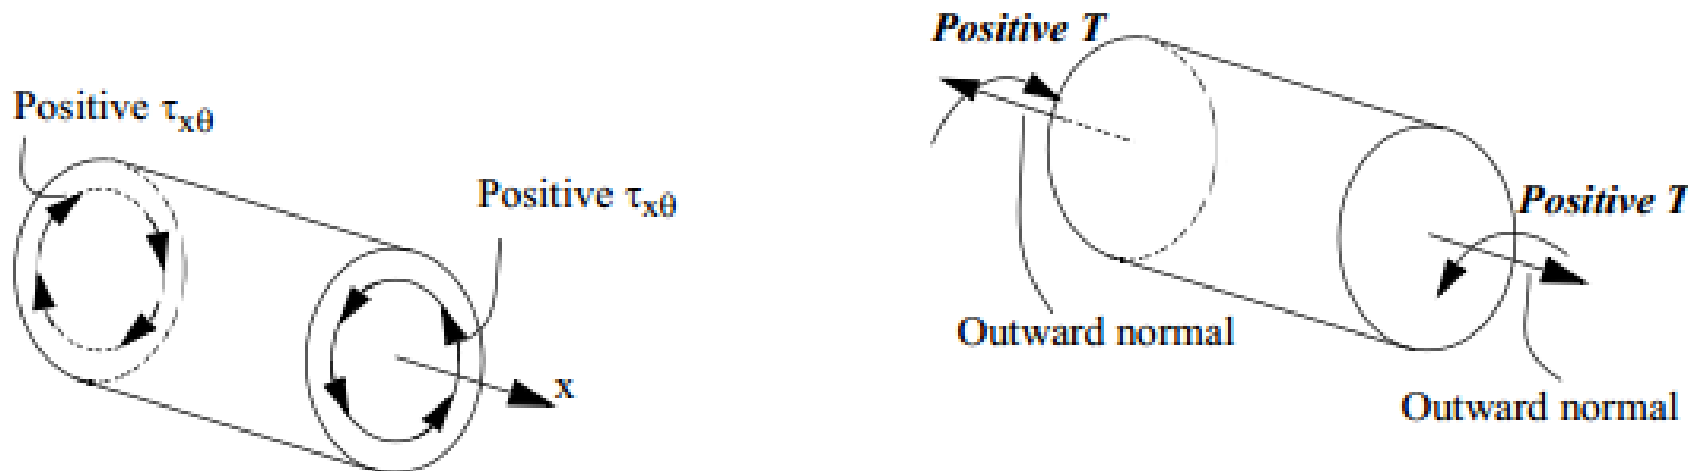 Positive τxθ
Positive τxθ
x
Positive T
Positive T
Outward normal
Outward normal